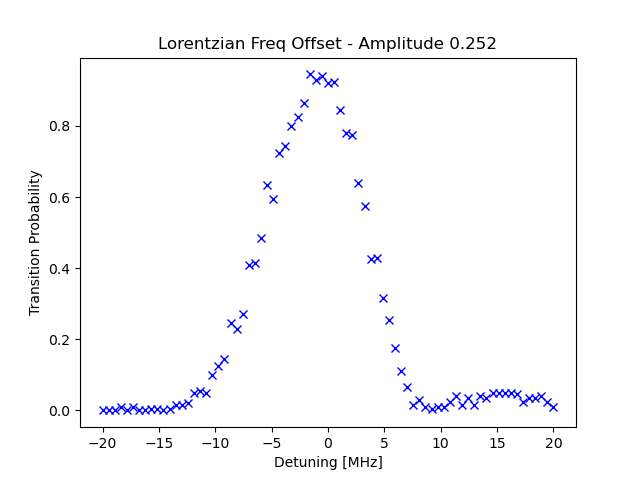 Lorentzian Freq Offset - Amplitude 0.252
Transition Probability
0.8
0.6
0.4
0.2
0.0
−20 −15 −10 −5 0 5 10 15 20
Detuning [MHz]